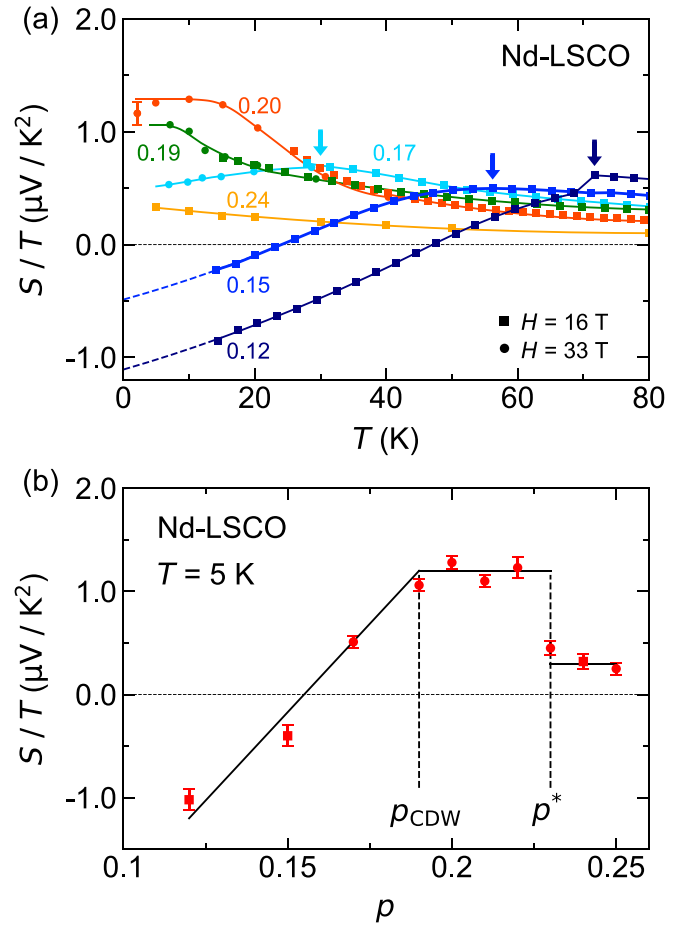 (a)
Nd-LSCO
2.0
1.0
0.0
-1.0
S / T (μV / K²)
0.20
0.19
0.17
0.24
0.15
0.12
H = 16 T
H = 33 T
0 20 40 60 80
T (K)
(b)
Nd-LSCO
T = 5 K
2.0
1.0
0.0
-1.0
S / T (μV / K²)
pCDW
p*
0.1 0.15 0.2 0.25
p